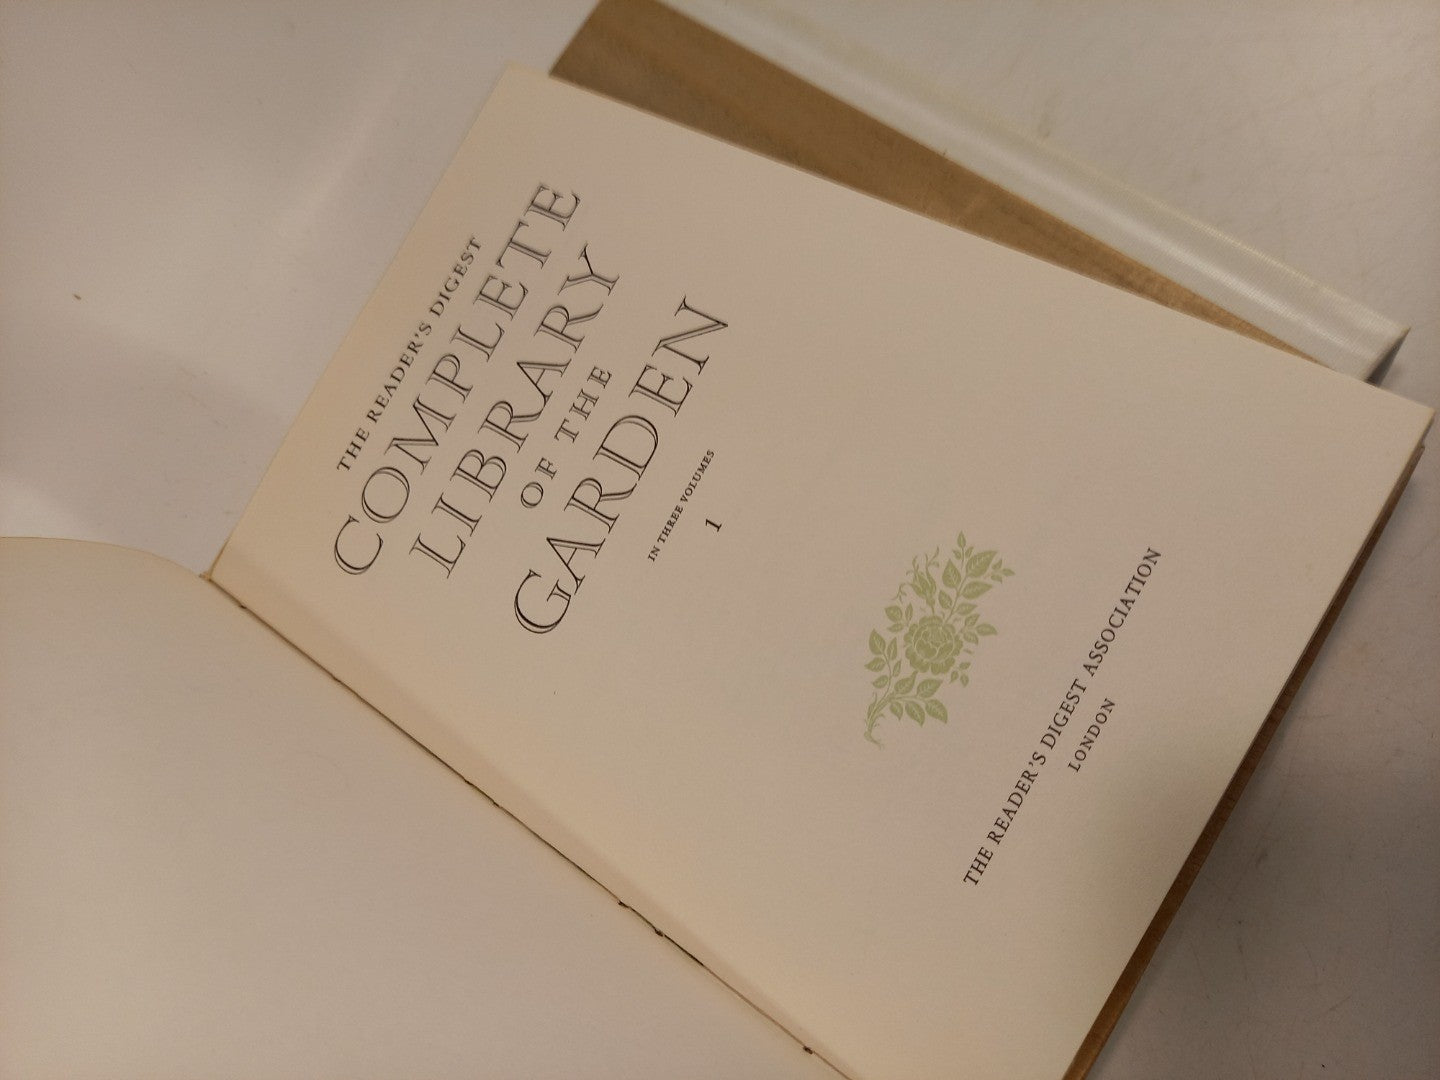 THE READER'S DIGEST
COMPLETE
LIBRARY
OF THE
GARDEN
IN THREE VOLUMES
1
THE READER'S DIGEST ASSOCIATION
LONDON